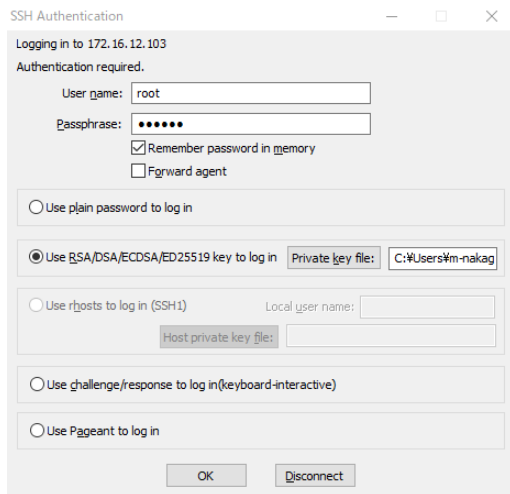 SSH Authentication
Logging in to 172.16.12.103
Authentication required.
User name: root
Passphrase: ●●●●●●
Remember password in memory
Forward agent
Use plain password to log in
Use RSA/DSA/ECDSA/ED25519 key to log in Private key file: C:¥Users¥m-nakag
Use rhosts to log in (SSH1) Local user name:
Host private key file:
Use challenge/response to log in(keyboard-interactive)
Use Pageant to log in
OK Disconnect